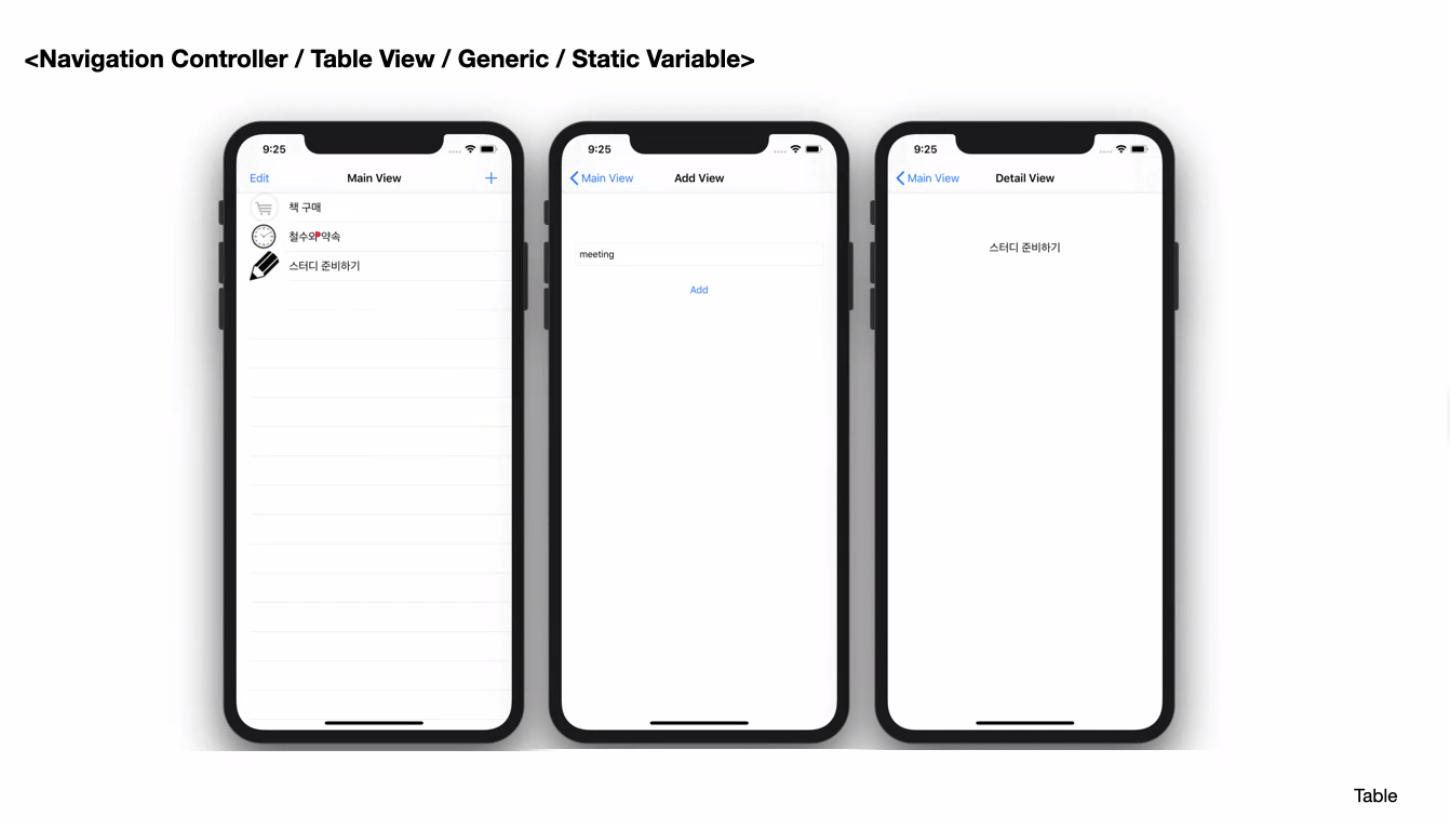 <Navigation Controller / Table View / Generic / Static Variable>
9:25
Edit Main View +
책 구매
철수와 약속
스터디 준비하기
9:25
Main View Add View
meeting
Add
9:25
Main View Detail View
스터디 준비하기
Table